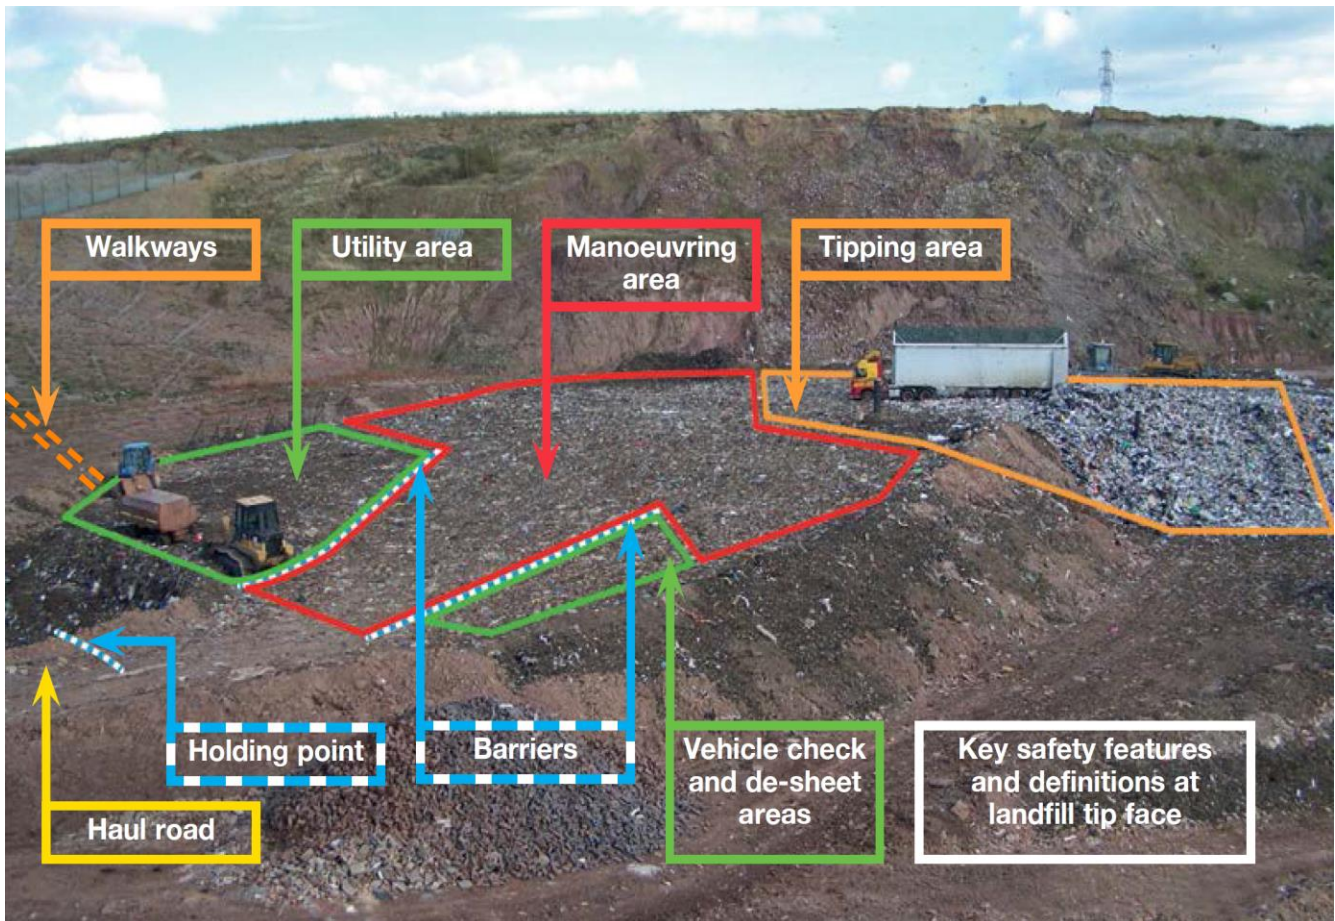 Walkways
Utility area
Manoeuvring
area
Tipping area
Holding point
Barriers
Vehicle check
and de-sheet
areas
Key safety features
and definitions at
landfill tip face
Haul road